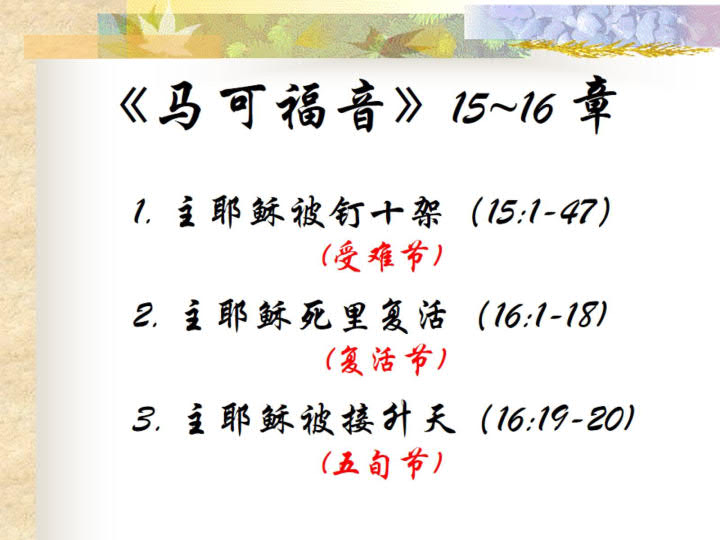 《马可福音》15~16 章
1. 主耶稣被钉十架 (15:1-47)
(受难节)
2. 主耶稣死里复活 (16:1-18)
(复活节)
3. 主耶稣被接升天 (16:19-20)
(五旬节)